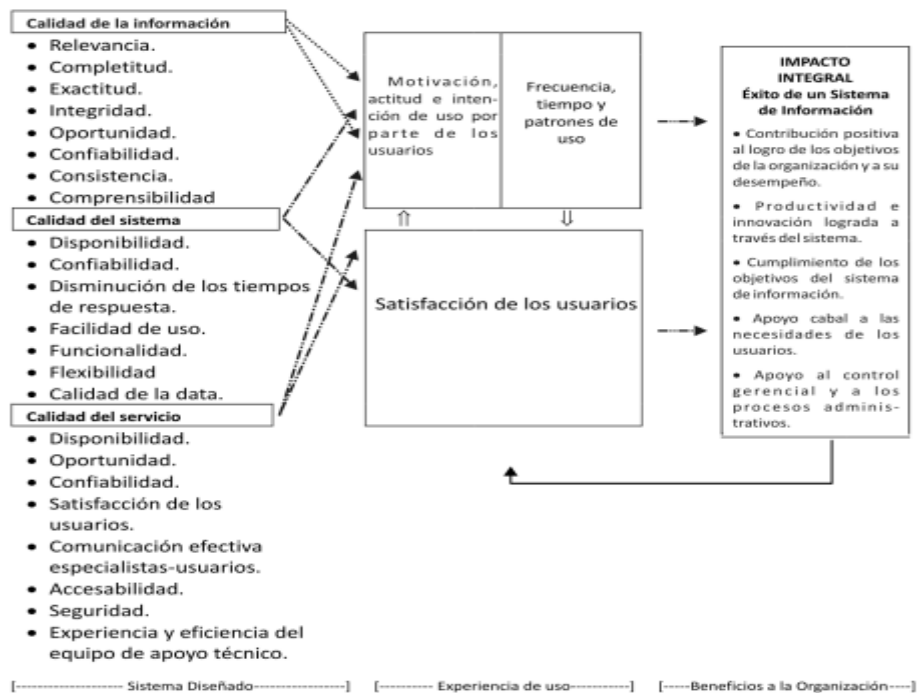 Calidad de la información
• Relevancia.
• Completitud.
• Exactitud.
• Integridad.
• Oportunidad.
• Confiabilidad.
• Consistencia.
• Comprensibilidad
Calidad del sistema
• Disponibilidad.
• Confiabilidad.
• Disminución de los tiempos
de respuesta.
• Facilidad de uso.
• Funcionalidad.
• Flexibilidad
• Calidad de la data.
Calidad del servicio
• Disponibilidad.
• Oportunidad.
• Confiabilidad.
• Satisfacción de los
usuarios.
• Comunicación efectiva
especialistas-usuarios.
• Accesabilidad.
• Seguridad.
• Experiencia y eficiencia del
equipo de apoyo técnico.
Motivación,
actitud e inten-
ción de uso por
parte de los
usuarios
Frecuencia,
tiempo y
patrones de
uso
Satisfacción de los usuarios
IMPACTO
INTEGRAL
Éxito de un Sistema
de Información
• Contribución positiva
al logro de los objetivos
de la organización y a su
desempeño.
• Productividad e
innovación lograda a
través del sistema.
• Cumplimiento de los
objetivos del sistema
de información.
• Apoyo cabal a las
necesidades de los
usuarios.
• Apoyo al control
gerencial y a los
procesos adminis-
trativos.
[--------------------- Sistema Diseñado-----------------]
[---------- Experiencia de uso-----------]
[-----Beneficios a la Organización----]